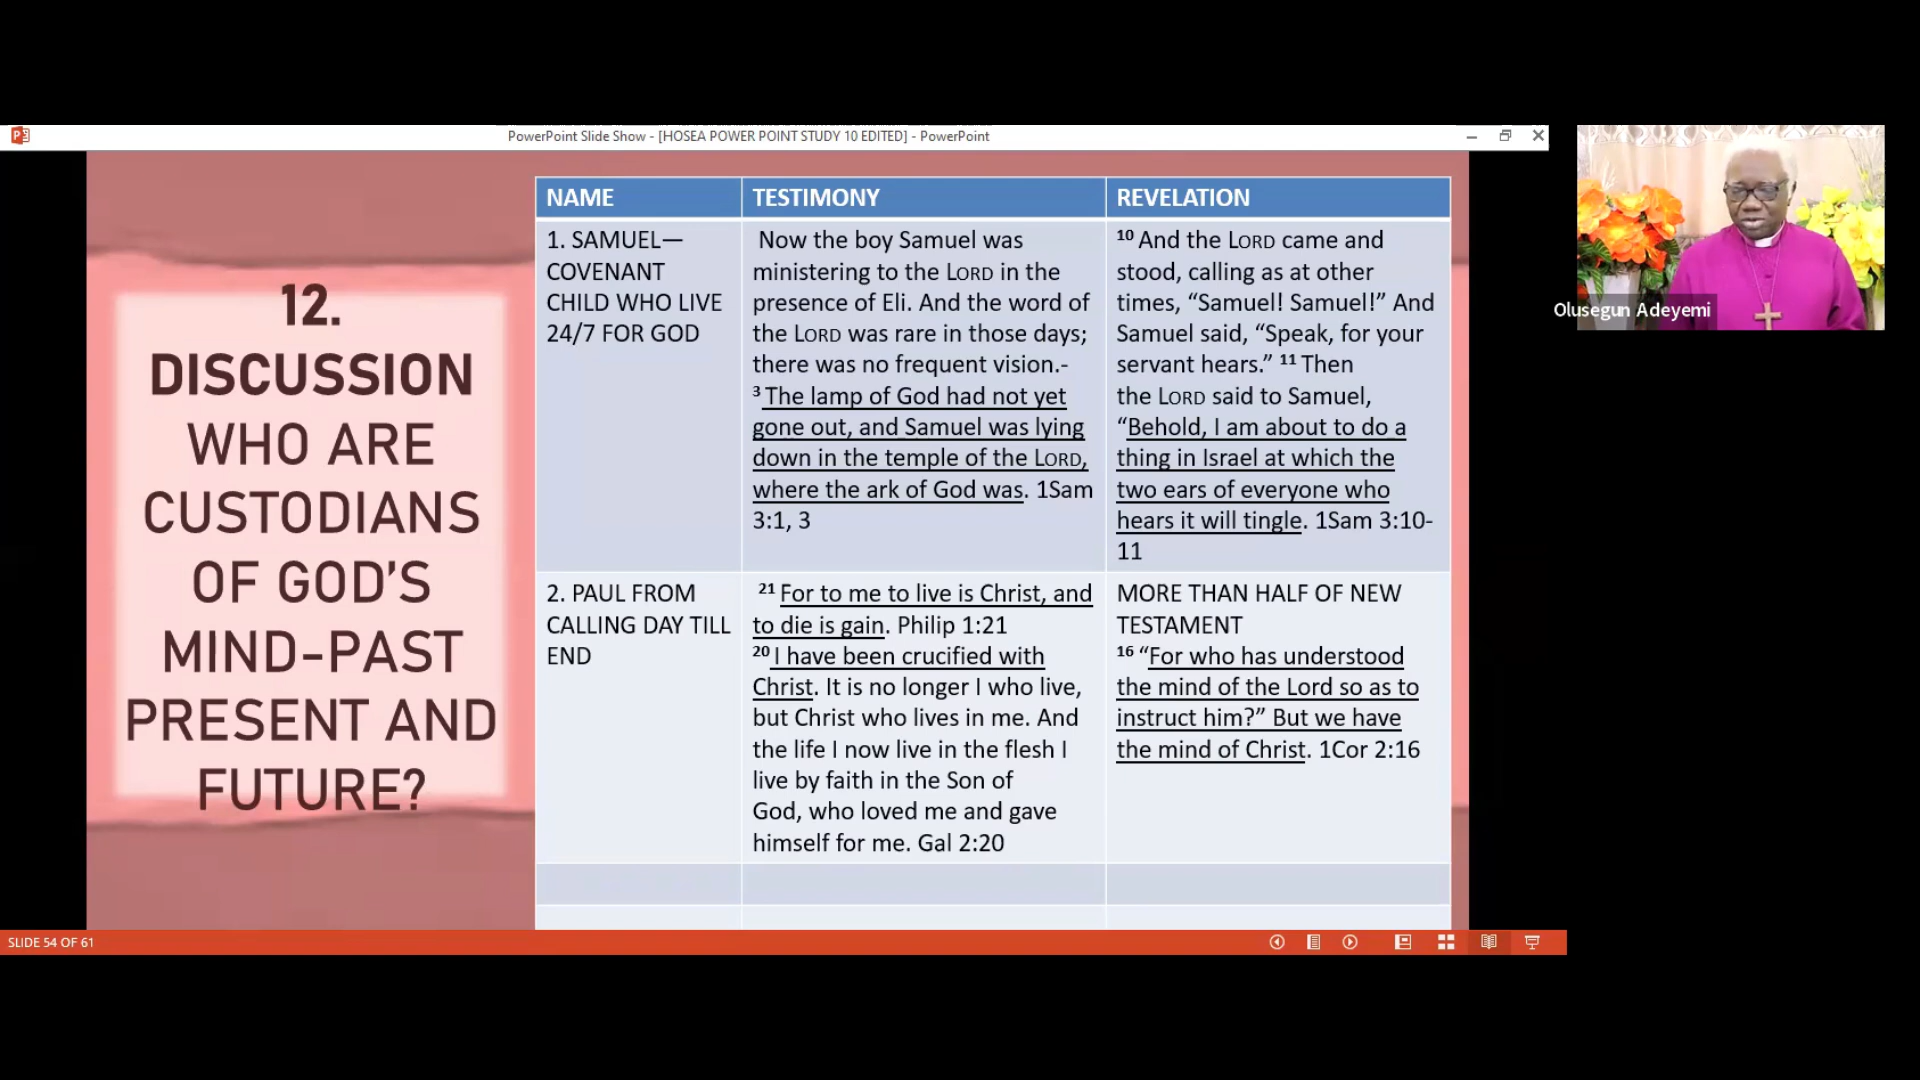 PowerPoint Slide Show - [HOSEA POWER POINT STUDY 10 EDITED] - PowerPoint
12.
DISCUSSION
WHO ARE
CUSTODIANS
OF GOD’S
MIND-PAST
PRESENT AND
FUTURE?
NAME
TESTIMONY
REVELATION
1. SAMUEL—
COVENANT
CHILD WHO LIVE
24/7 FOR GOD
Now the boy Samuel was
ministering to the LORD in the
presence of Eli. And the word of
the LORD was rare in those days;
there was no frequent vision.-
3 The lamp of God had not yet
gone out, and Samuel was lying
down in the temple of the LORD,
where the ark of God was. 1Sam
3:1, 3
10 And the LORD came and
stood, calling as at other
times, “Samuel! Samuel!” And
Samuel said, “Speak, for your
servant hears.” 11 Then
the LORD said to Samuel,
“Behold, I am about to do a
thing in Israel at which the
two ears of everyone who
hears it will tingle. 1Sam 3:10-
11
2. PAUL FROM
CALLING DAY TILL
END
21 For to me to live is Christ, and
to die is gain. Philip 1:21
20 I have been crucified with
Christ. It is no longer I who live,
but Christ who lives in me. And
the life I now live in the flesh I
live by faith in the Son of
God, who loved me and gave
himself for me. Gal 2:20
MORE THAN HALF OF NEW
TESTAMENT
16 “For who has understood
the mind of the Lord so as to
instruct him?” But we have
the mind of Christ. 1Cor 2:16
Olusegun Adeyemi
SLIDE 54 OF 61